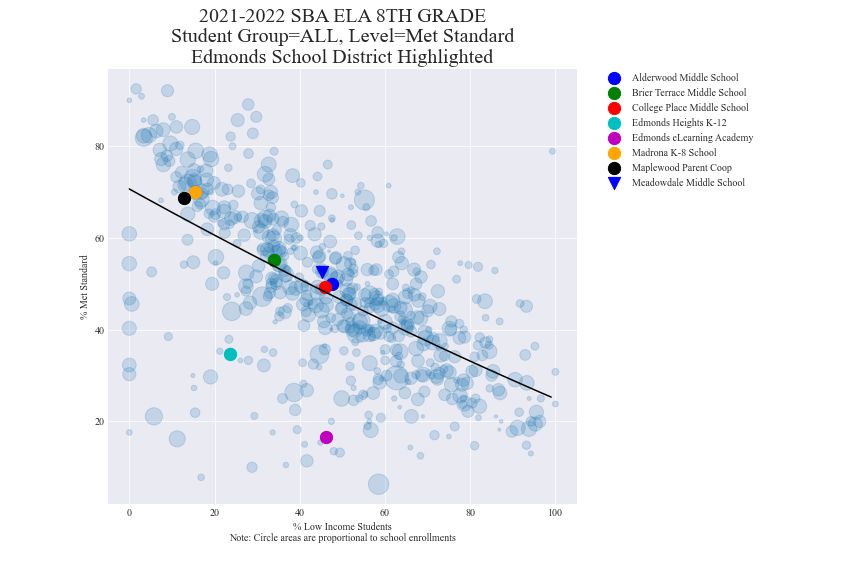 2021-2022 SBA ELA 8TH GRADE
Student Group=ALL, Level=Met Standard
Edmonds School District Highlighted
Alderwood Middle School
Brier Terrace Middle School
College Place Middle School
Edmonds Heights K-12
Edmonds eLearning Academy
Madrona K-8 School
Maplewood Parent Coop
Meadowdale Middle School
% Met Standard
80
60
40
20
0 20 40 60 80 100
% Low Income Students
Note: Circle areas are proportional to school enrollments